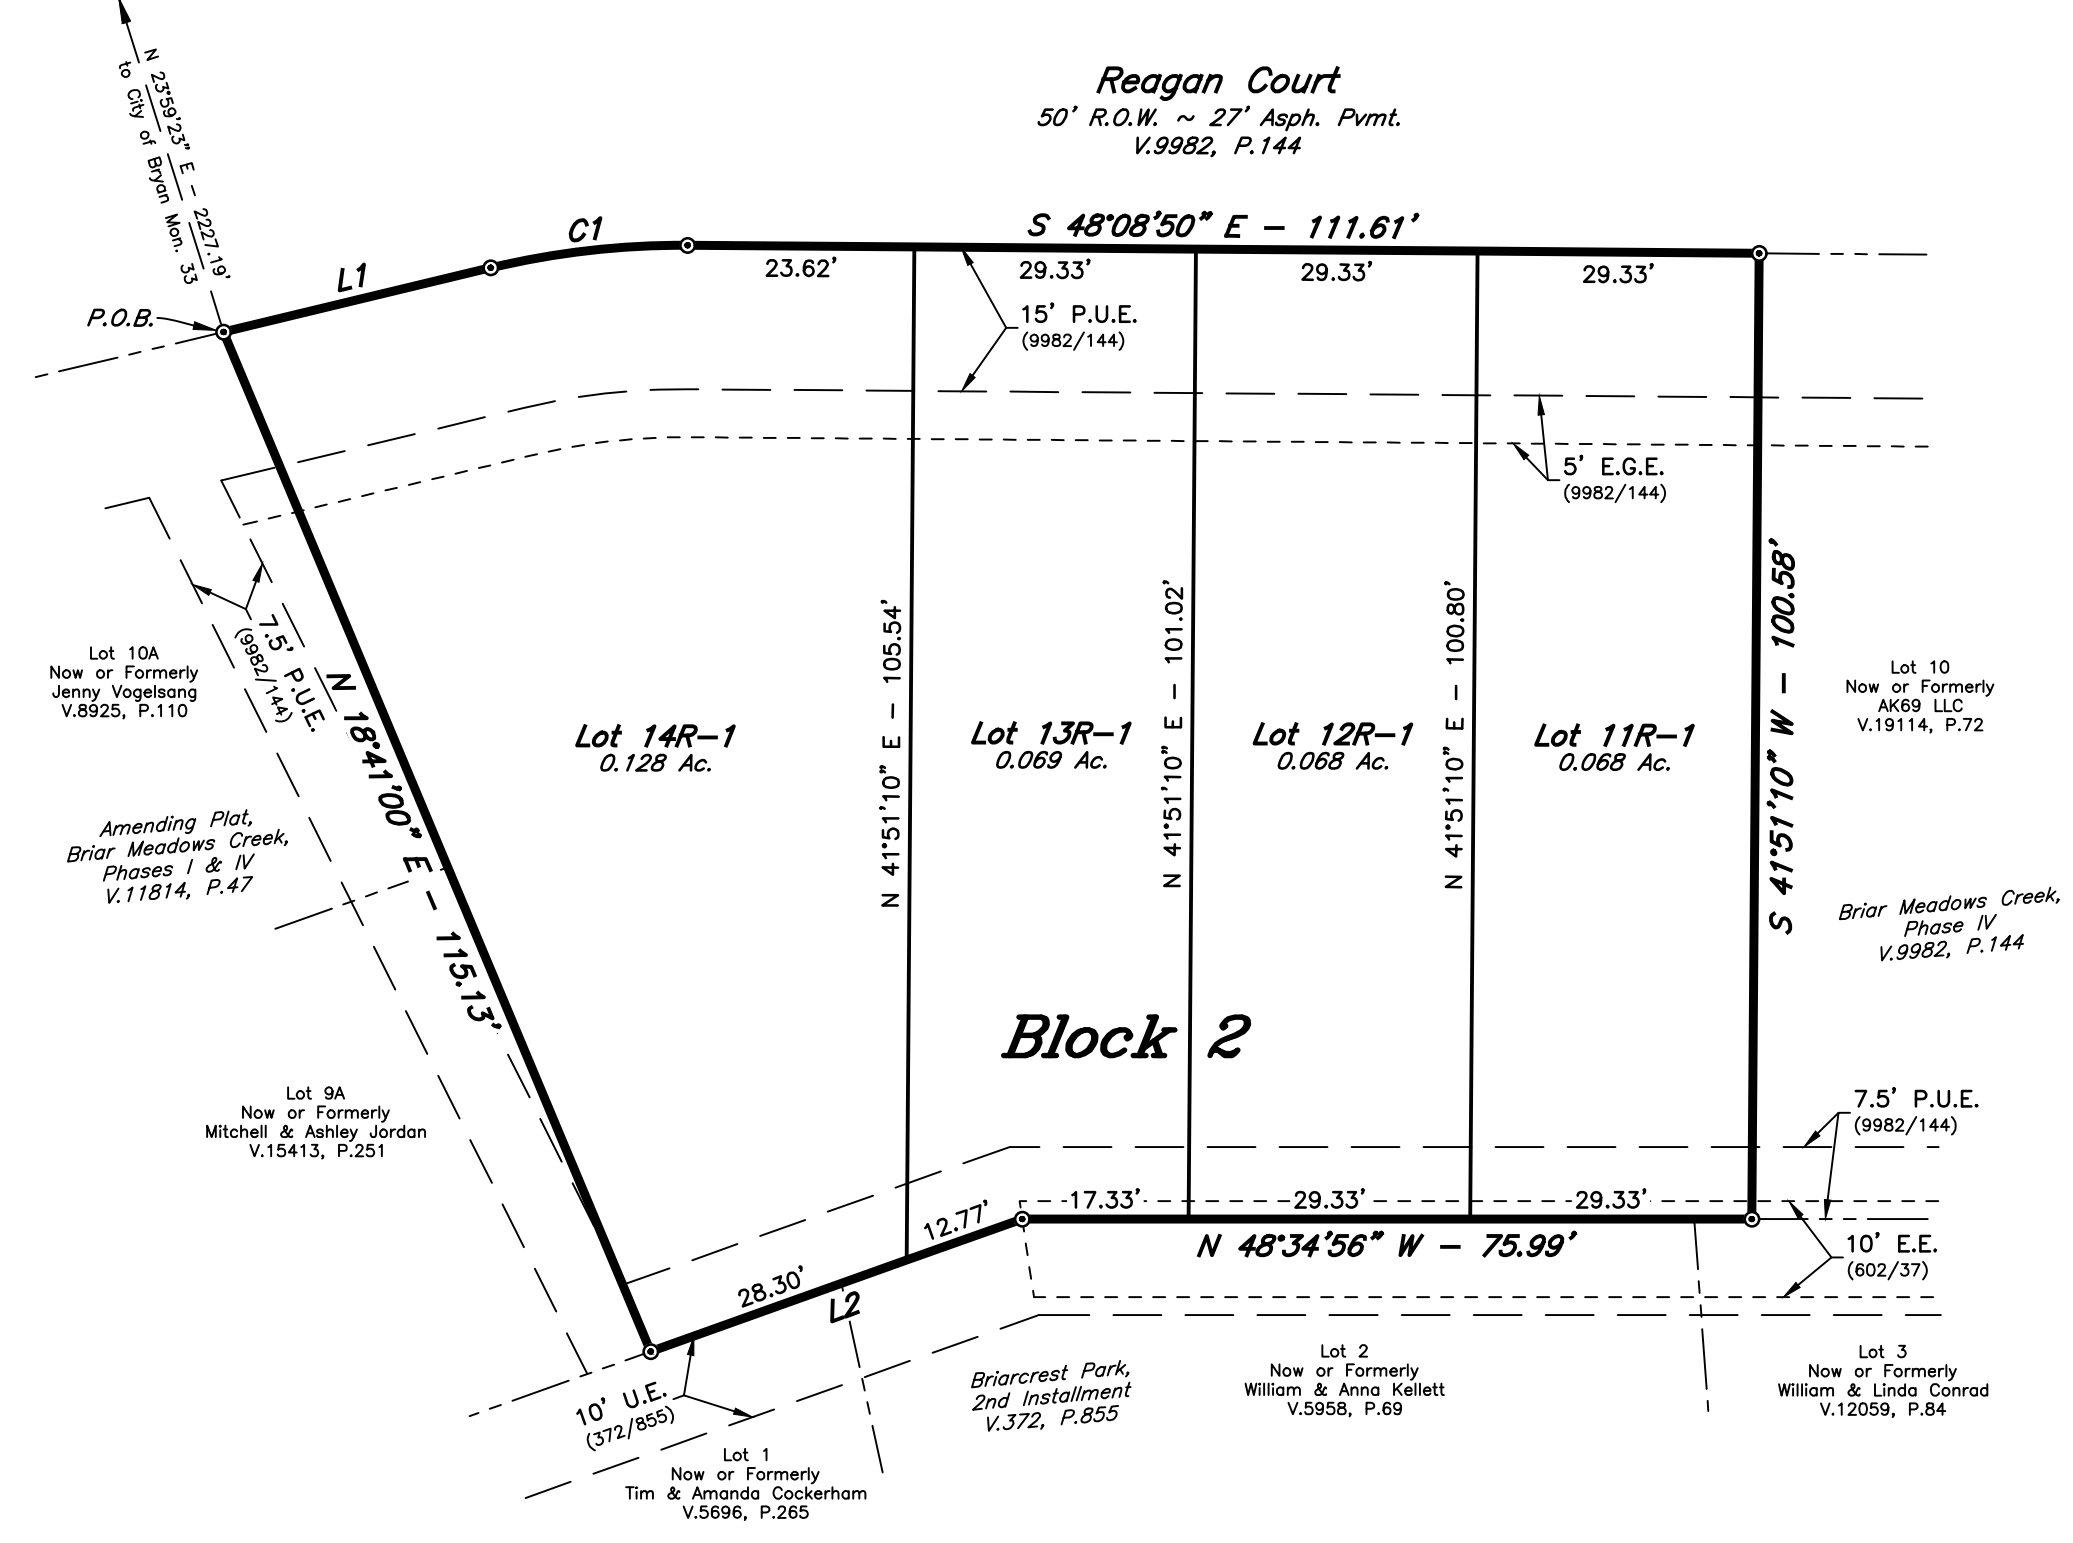 N 23°59'23" E - 2227.19'
to City of Bryan Mon. 33
Reagan Court
50' R.O.W. ~ 27' Asph. Pvmt.
V.9982, P.144
C1
S 48°08'50" E - 111.61'
L1
23.62'
29.33'
29.33'
29.33'
P.O.B.
15' P.U.E.
(9982/144)
5' E.G.E.
(9982/144)
7.5' P.U.E.
(9982/144)
N 18°41'00" E - 115.13'
N 41°51'10" E - 105.54'
N 41°51'10" E - 101.02'
N 41°51'10" E - 100.80'
S 41°51'10" W - 100.58'
Lot 10A
Now or Formerly
Jenny Vogelsang
V.8925, P.110
Lot 10
Now or Formerly
AK69 LLC
V.19114, P.72
Lot 14R-1
0.128 Ac.
Lot 13R-1
0.069 Ac.
Lot 12R-1
0.068 Ac.
Lot 11R-1
0.068 Ac.
Amending Plat,
Briar Meadows Creek,
Phases I & IV
V.11814, P.47
Briar Meadows Creek,
Phase IV
V.9982, P.144
Block 2
Lot 9A
Now or Formerly
Mitchell & Ashley Jordan
V.15413, P.251
7.5' P.U.E.
(9982/144)
17.33'
29.33'
29.33'
12.77'
28.30'
L2
N 48°34'56" W - 75.99'
10' E.E.
(602/37)
10' U.E.
(372/855)
Briarcrest Park,
2nd Installment
V.372, P.855
Lot 2
Now or Formerly
William & Anna Kellett
V.5958, P.69
Lot 3
Now or Formerly
William & Linda Conrad
V.12059, P.84
Lot 1
Now or Formerly
Tim & Amanda Cockerham
V.5696, P.265